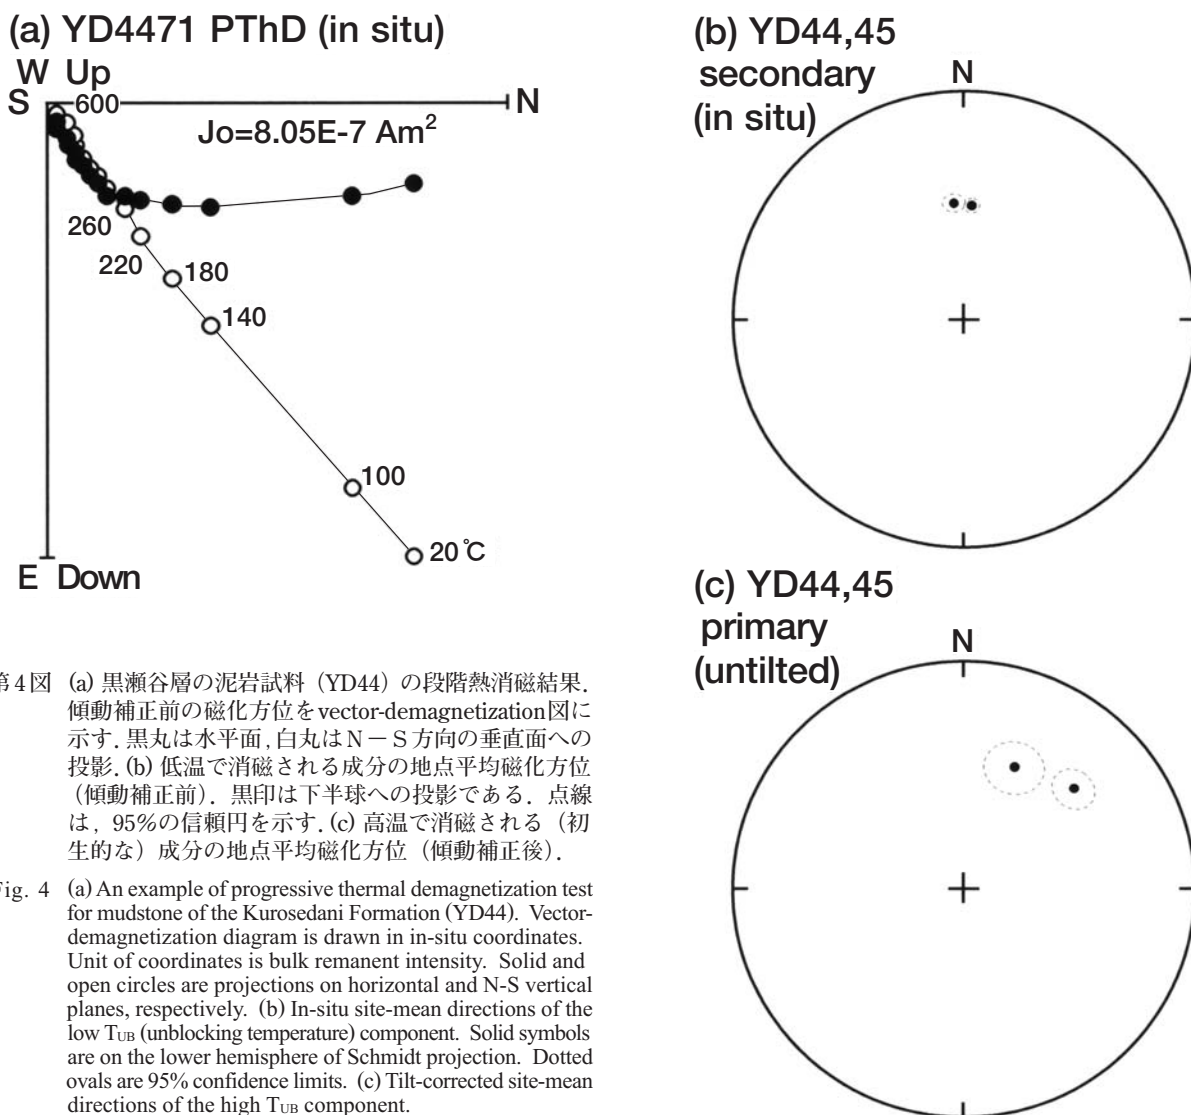 (a) YD4471 PThD (in situ)
W Up
S
600
N
Jo=8.05E-7 Am²
260
220
180
140
100
20℃
E Down
(b) YD44,45
secondary
(in situ)
N
(c) YD44,45
primary
(untilted)
N
第4図 (a) 黒瀬谷層の泥岩試料（YD44）の段階熱消磁結果．
傾動補正前の磁化方位をvector-demagnetization図に
示す．黒丸は水平面，白丸はN－S方向の垂直面への
投影．(b) 低温で消磁される成分の地点平均磁化方位
（傾動補正前）．黒印は下半球への投影である．点線
は，95%の信頼円を示す．(c) 高温で消磁される（初
生的な）成分の地点平均磁化方位（傾動補正後）．
Fig. 4 (a) An example of progressive thermal demagnetization test
for mudstone of the Kurosedani Formation (YD44). Vector-
demagnetization diagram is drawn in in-situ coordinates.
Unit of coordinates is bulk remanent intensity. Solid and
open circles are projections on horizontal and N-S vertical
planes, respectively. (b) In-situ site-mean directions of the
low TUB (unblocking temperature) component. Solid symbols
are on the lower hemisphere of Schmidt projection. Dotted
ovals are 95% confidence limits. (c) Tilt-corrected site-mean
directions of the high TUB component.